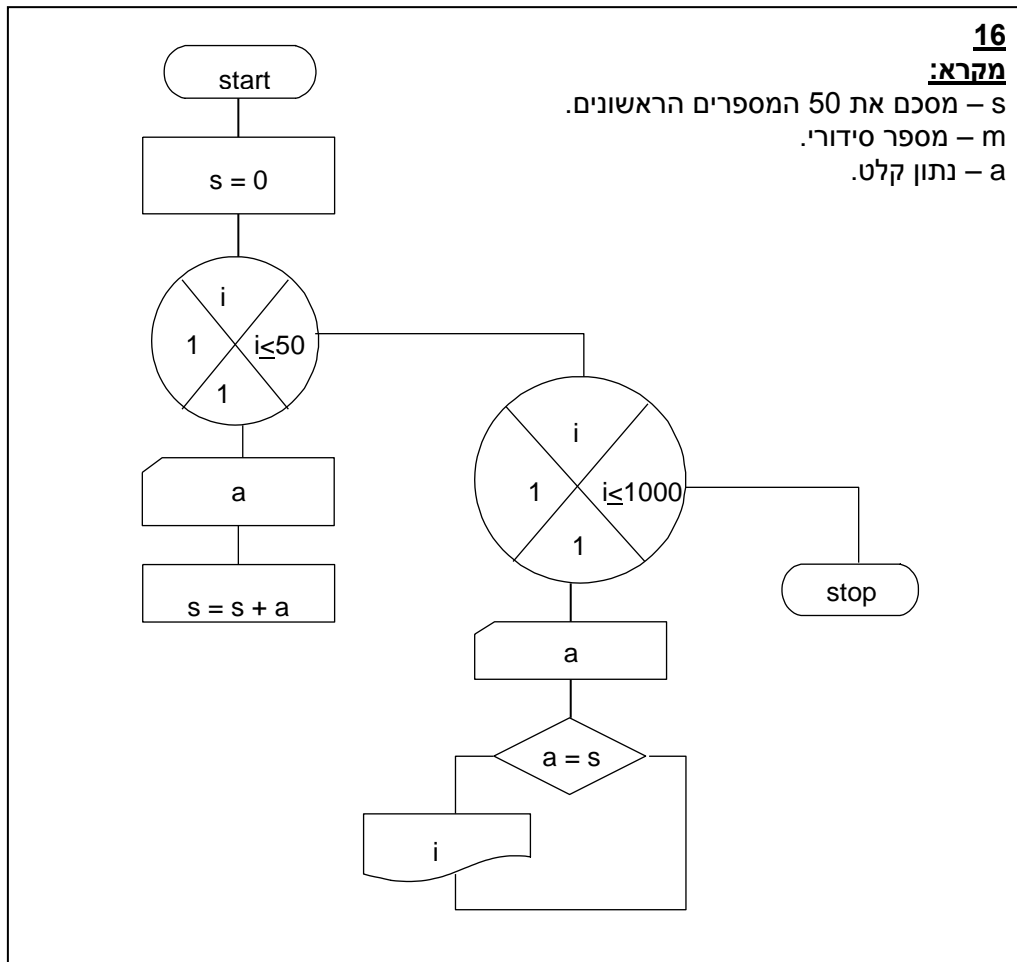 16
מקרא:
s – מסכם את 50 המספרים הראשונים.
m – מספר סידורי.
a – נתון קלט.
start
s = 0
i
1
i≤50
1
a
s = s + a
i
1
i≤1000
1
stop
a
a = s
i